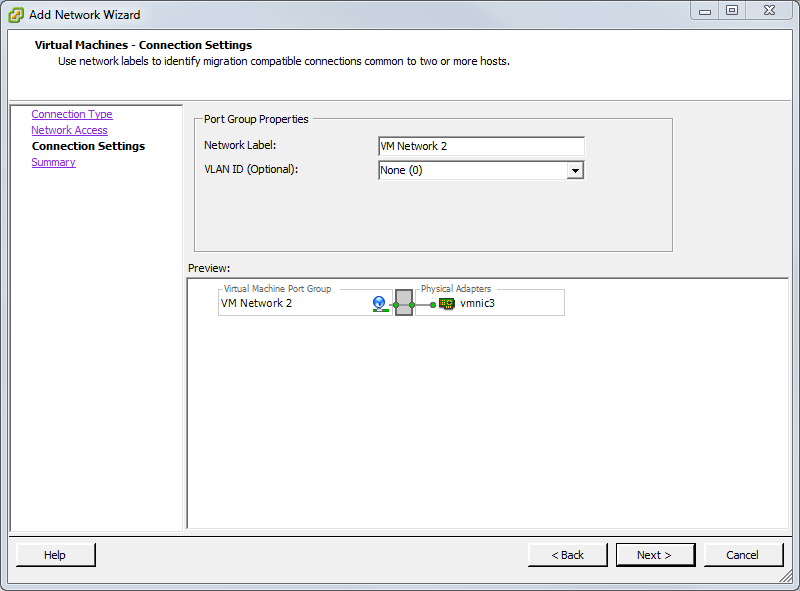 Add Network Wizard
Virtual Machines - Connection Settings
Use network labels to identify migration compatible connections common to two or more hosts.
Connection Type
Network Access
Connection Settings
Summary
Port Group Properties
Network Label:
VM Network 2
VLAN ID (Optional):
None (0)
Preview:
Virtual Machine Port Group
VM Network 2
Physical Adapters
vmnic3
Help
< Back
Next >
Cancel